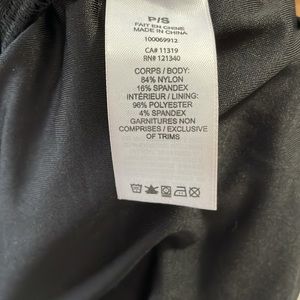 P/S
FAIT EN CHINE
MADE IN CHINA
100069912
CA# 11319
RN# 121340
CORPS / BODY:
84% NYLON
16% SPANDEX
INTÉRIEUR / LINING:
96% POLYESTER
4% SPANDEX
GARNITURES NON
COMPRISES / EXCLUSIVE
OF TRIMS